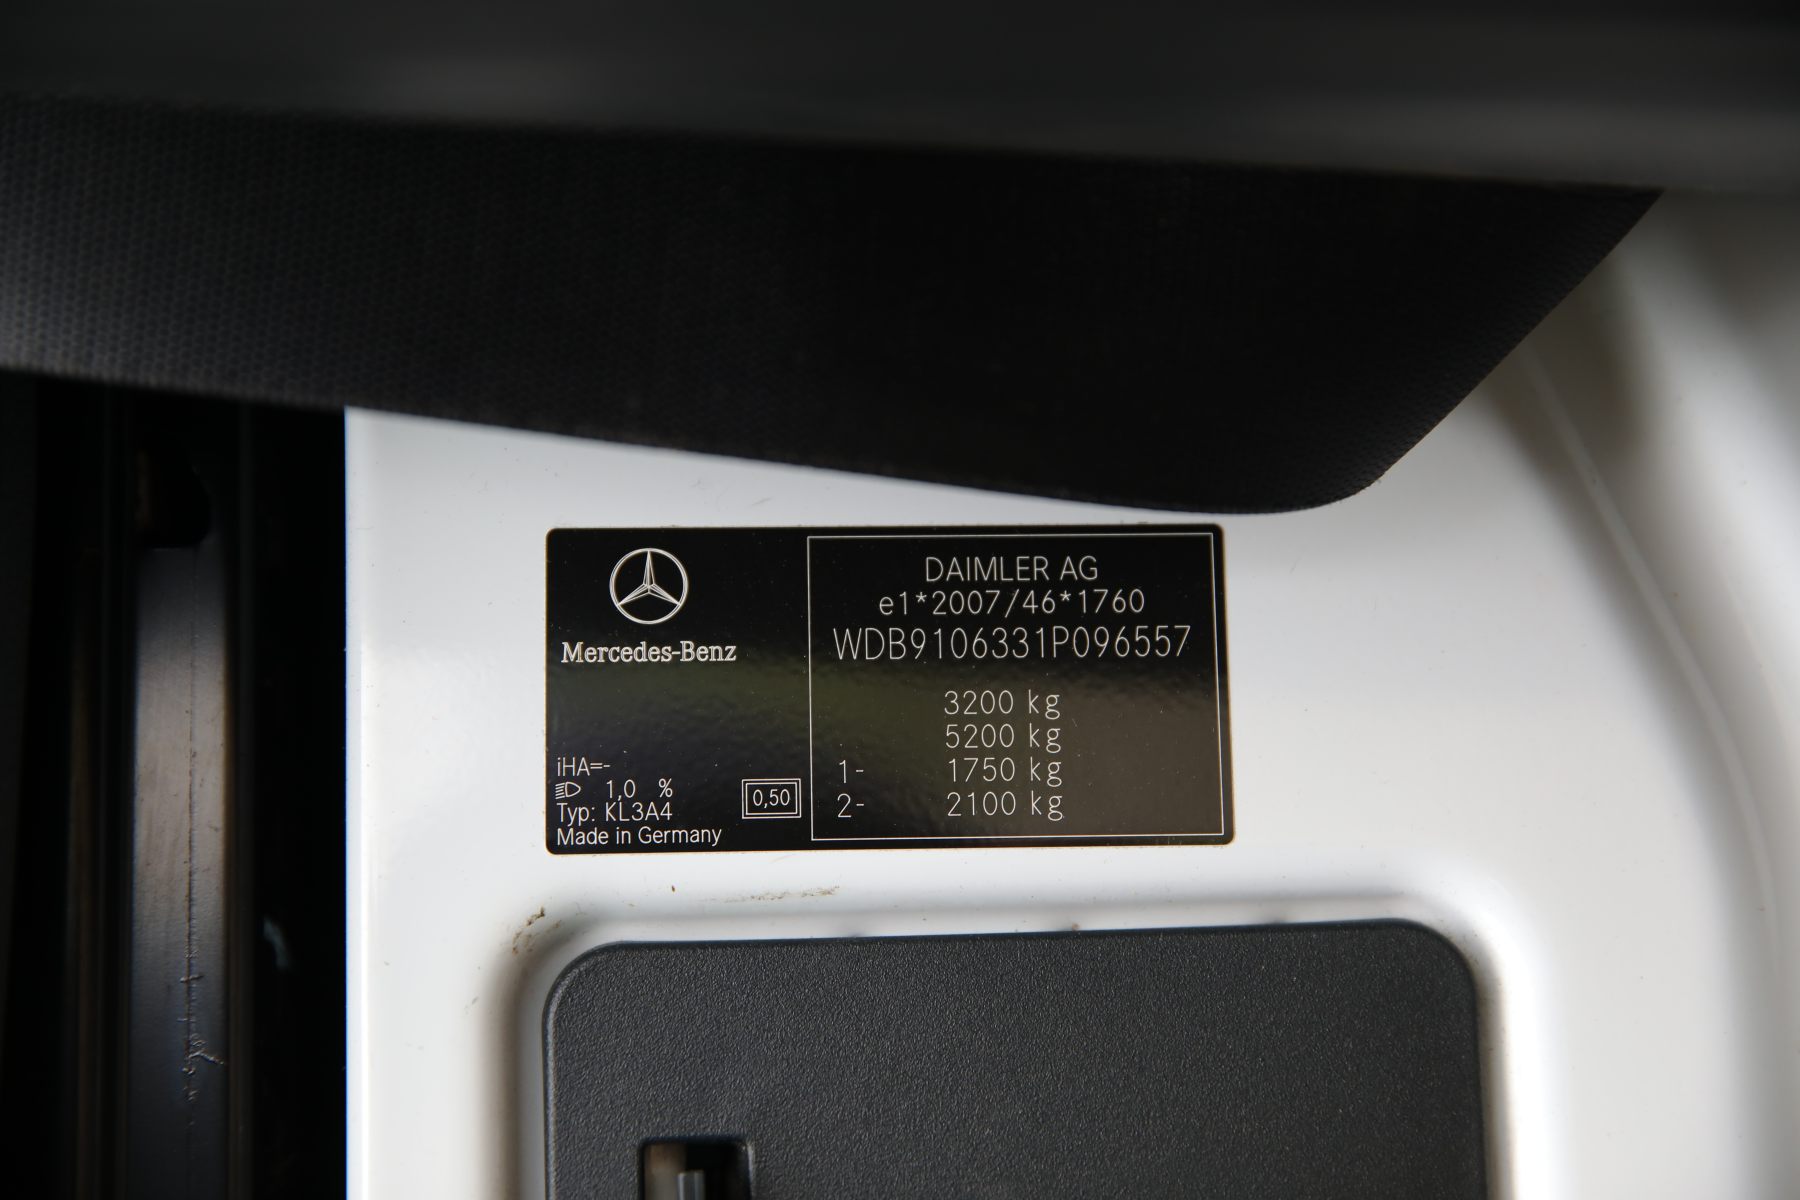 Mercedes-Benz
iHA=-
1,0 %
Typ: KL3A4
Made in Germany
0,50
DAIMLER AG
e1*2007/46*1760
WDB9106331P096557
3200 kg
5200 kg
1- 1750 kg
2- 2100 kg